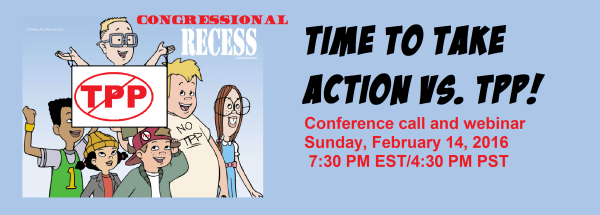 CONGRESSIONAL
RECESS
TPP
NO
TPP!
1
TIME TO TAKE
ACTION VS. TPP!
Conference call and webinar
Sunday, February 14, 2016
7:30 PM EST/4:30 PM PST